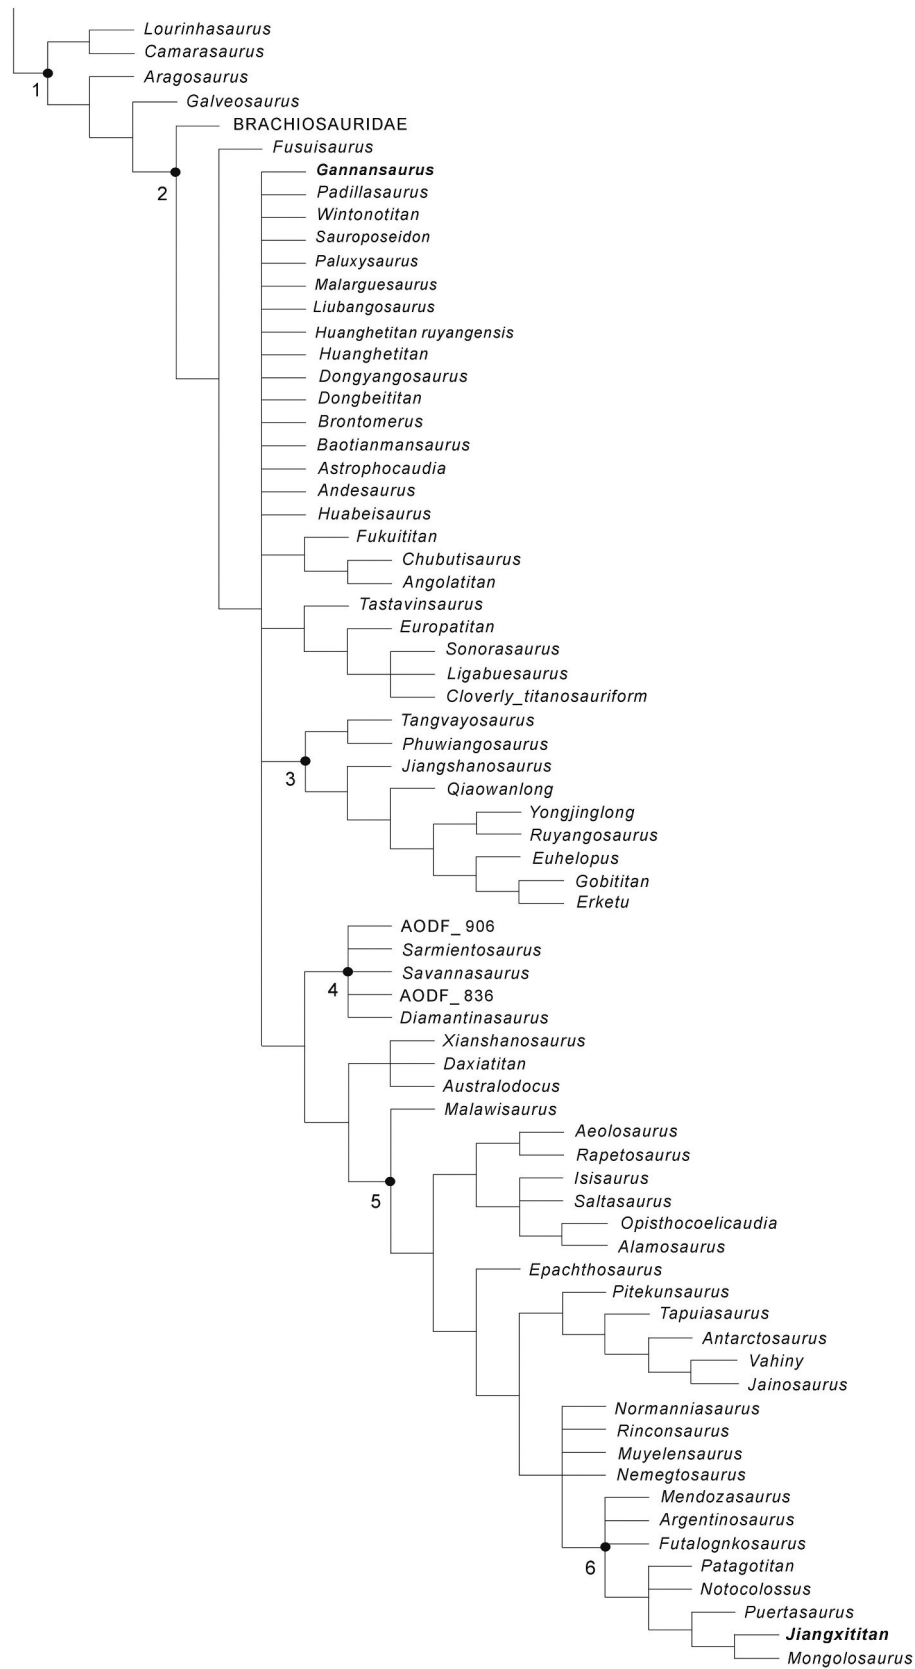 Lourinhasaurus
Camarasaurus
1
Aragosaurus
Galveosaurus
BRACHIOSAURIDAE
Fusuisaurus
Gannansaurus
2
Padillasaurus
Wintonotitan
Sauroposeidon
Paluxysaurus
Malarguesaurus
Liubangosaurus
Huanghetitan ruyangensis
Huanghetitan
Dongyangosaurus
Dongbeititan
Brontomerus
Baotianmansaurus
Astrophocaudia
Andesaurus
Huabeisaurus
Fukuititan
Chubutisaurus
Angolatitan
Tastavinsaurus
Europatitan
Sonorasaurus
Ligabuesaurus
Cloverly_titanosauriform
Tangvayosaurus
Phuwiangosaurus
Jiangshanosaurus
3
Qiaowanlong
Yongjinglong
Ruyangosaurus
Euhelopus
Gobititan
Erketu
AODF_ 906
Sarmientosaurus
Savannasaurus
4
AODF_ 836
Diamantinasaurus
Xianshanosaurus
Daxiatitan
Australodocus
Malawisaurus
Aeolosaurus
Rapetosaurus
Isisaurus
5
Saltasaurus
Opisthocoelicaudia
Alamosaurus
Epachthosaurus
Pitekunsaurus
Tapuiasaurus
Antarctosaurus
Vahiny
Jainosaurus
Normanniasaurus
Rinconsaurus
Muyelensaurus
Nemegtosaurus
Mendozasaurus
Argentinosaurus
Futalognkosaurus
6
Patagotitan
Notocolossus
Puertasaurus
Jiangxititan
Mongolosaurus